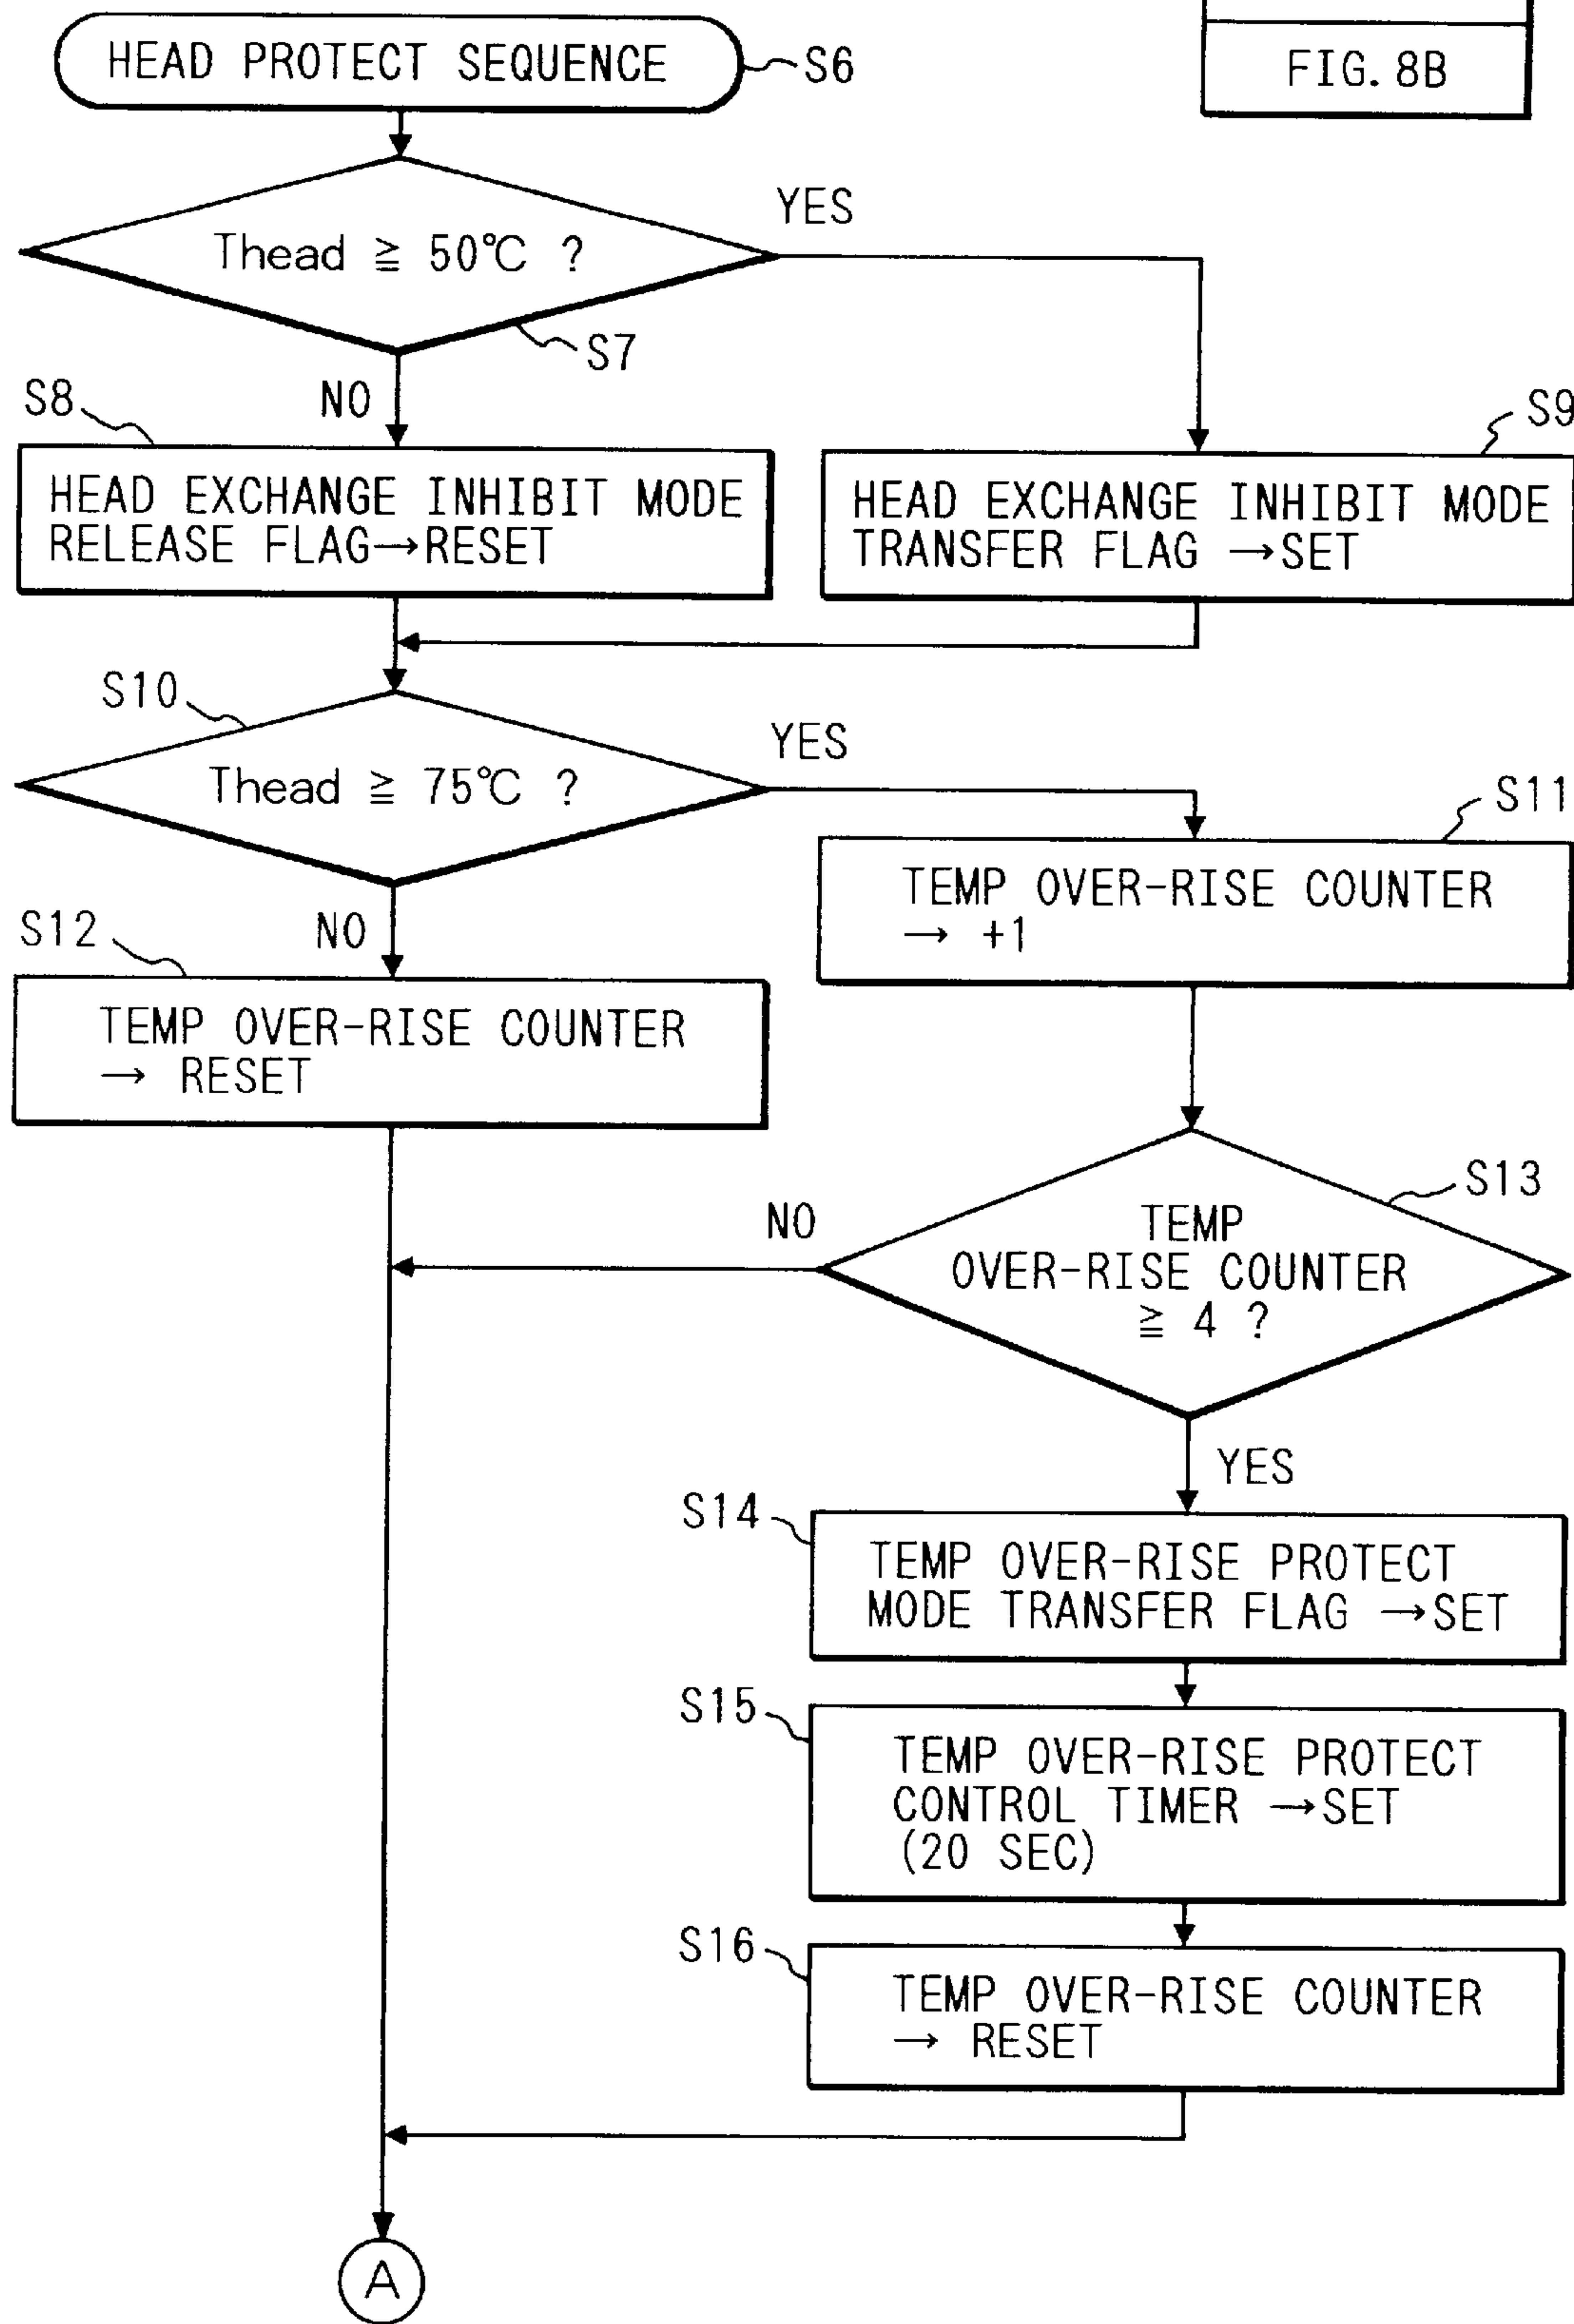 FIG. 8B
HEAD PROTECT SEQUENCE
S6
Thead ≧ 50℃ ?
YES
S7
NO
S8
HEAD EXCHANGE INHIBIT MODE
RELEASE FLAG→RESET
S9
HEAD EXCHANGE INHIBIT MODE
TRANSFER FLAG →SET
S10
Thead ≧ 75℃ ?
YES
S11
TEMP OVER-RISE COUNTER
→ +1
NO
S12
TEMP OVER-RISE COUNTER
→ RESET
S13
TEMP
OVER-RISE COUNTER
≧ 4 ?
NO
YES
S14
TEMP OVER-RISE PROTECT
MODE TRANSFER FLAG →SET
S15
TEMP OVER-RISE PROTECT
CONTROL TIMER →SET
(20 SEC)
S16
TEMP OVER-RISE COUNTER
→ RESET
A